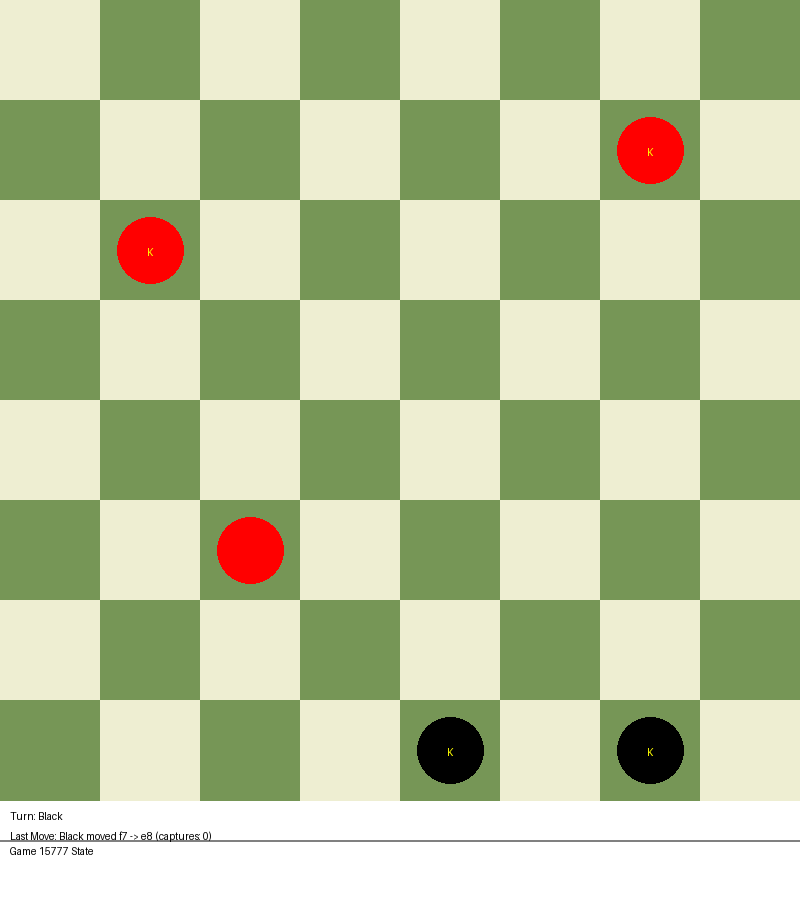 K
K
K K
Turn: Black
Last Move: Black moved f7 -> e8 (captures: 0)
Game 15777 State